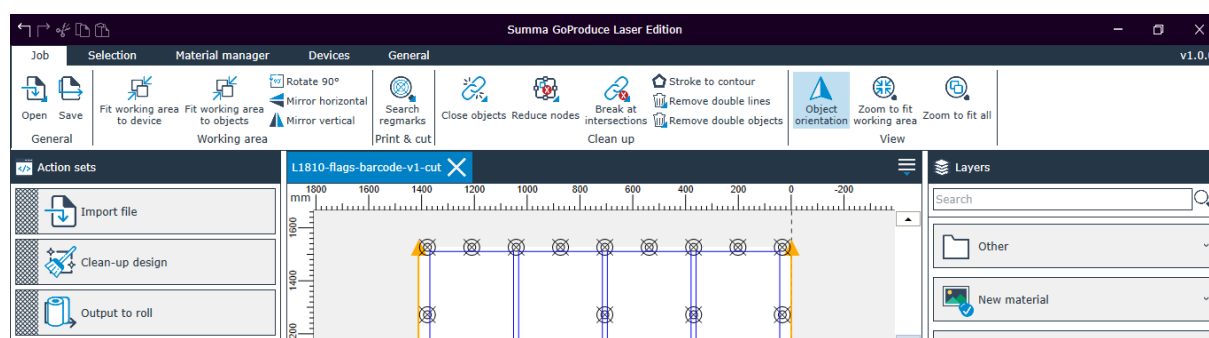 Summa GoProduce Laser Edition
Job Selection Material manager Devices General
Open
Save
General
Fit working area
to device
Fit working area
to objects
Rotate 90°
Mirror horizontal
Mirror vertical
Working area
Search
regmarks
Print & cut
Close objects
Reduce nodes
Break at
intersections
Stroke to contour
Remove double lines
Remove double objects
Clean up
Object
orientation
Zoom to fit
working area
Zoom to fit all
View
Action sets
Import file
Clean-up design
Output to roll
L1810-flags-barcode-v1-cut
mm
1800 1600 1400 1200 1000 800 600 400 200 0 -200
1600
1400
Layers
Search
Other
New material